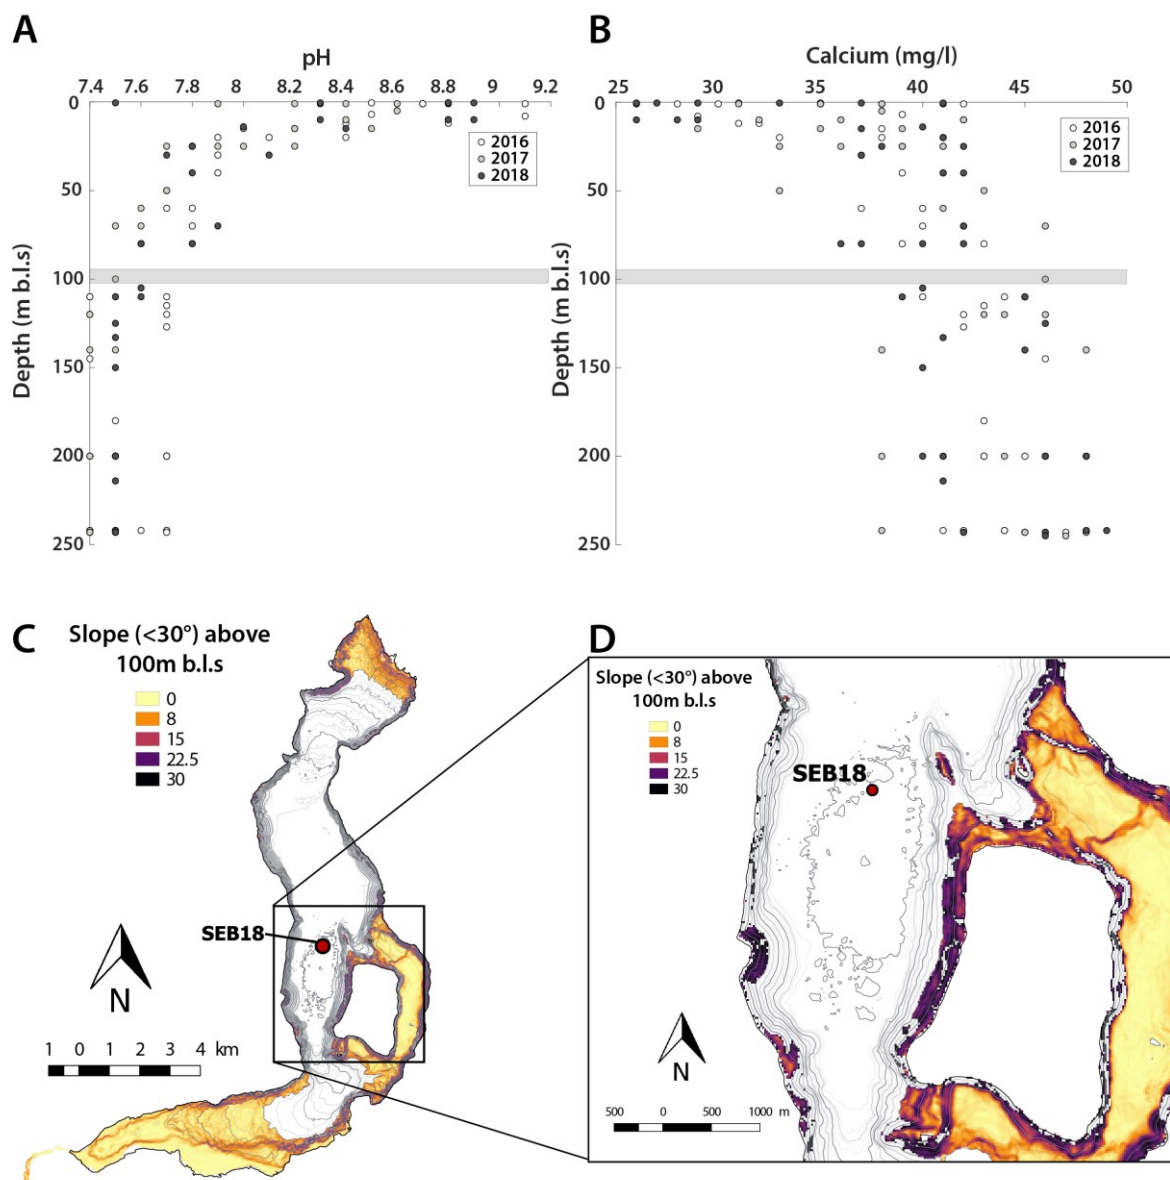 A
pH
7.4 7.6 7.8 8 8.2 8.4 8.6 8.8 9 9.2
0
50
100
150
200
250
Depth (m b.l.s)
2016
2017
2018
B
Calcium (mg/l)
25 30 35 40 45 50
0
50
100
150
200
250
Depth (m b.l.s)
2016
2017
2018
C
Slope (<30°) above
100m b.l.s
0
8
15
22.5
30
SEB18
N
1 0 1 2 3 4 km
D
Slope (<30°) above
100m b.l.s
0
8
15
22.5
30
SEB18
N
500 0 500 1000 m